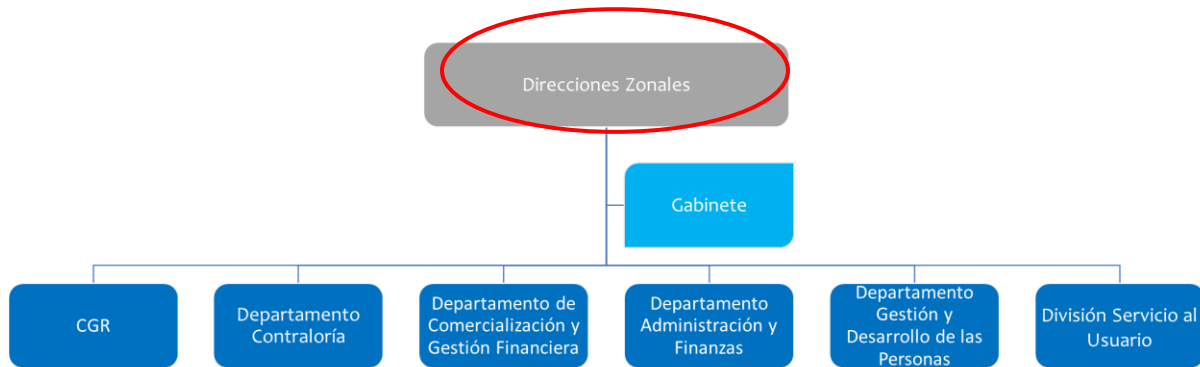 Direcciones Zonales
Gabinete
CGR
Departamento
Contraloría
Departamento de
Comercialización y
Gestión Financiera
Departamento
Administración y
Finanzas
Departamento
Gestión y
Desarrollo de las
Personas
División Servicio al
Usuario